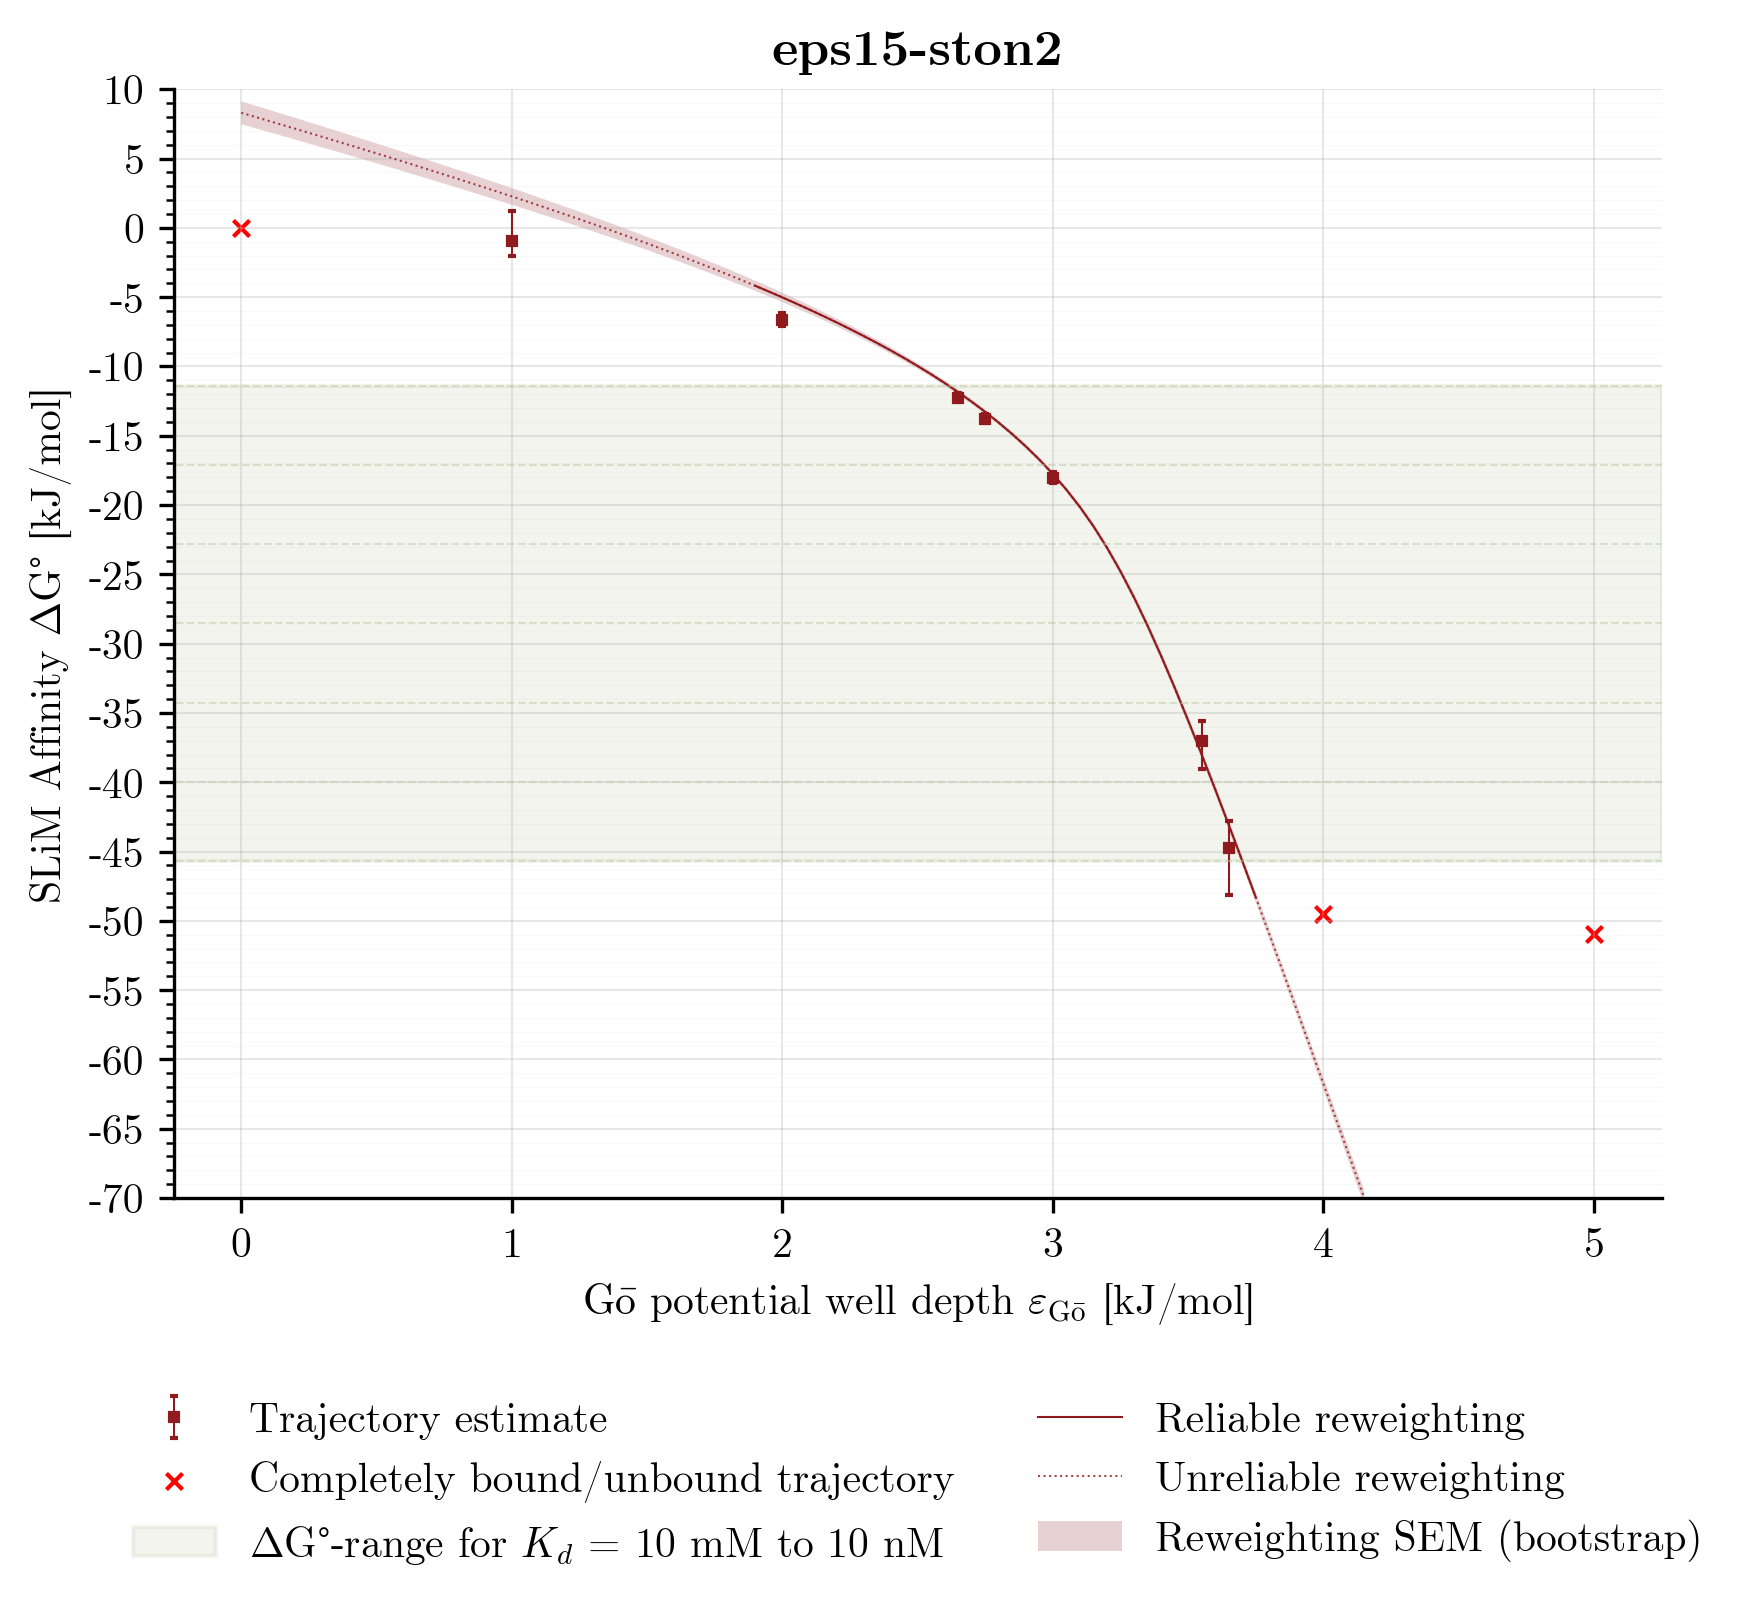 eps15-ston2
10
5
0
-5
-10
-15
-20
-25
-30
-35
-40
-45
-50
-55
-60
-65
-70
SLiM Affinity ΔG° [kJ/mol]
0 1 2 3 4 5
Gō potential well depth εGō [kJ/mol]
Trajectory estimate
Completely bound/unbound trajectory
ΔG°-range for Kd = 10 mM to 10 nM
Reliable reweighting
Unreliable reweighting
Reweighting SEM (bootstrap)